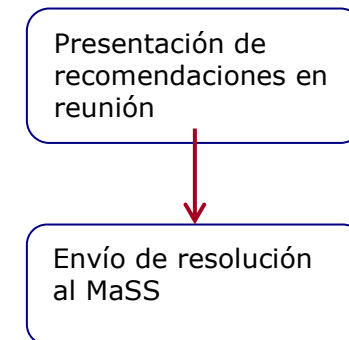 Presentación de
recomendaciones en
reunión
Envío de resolución
al MaSS